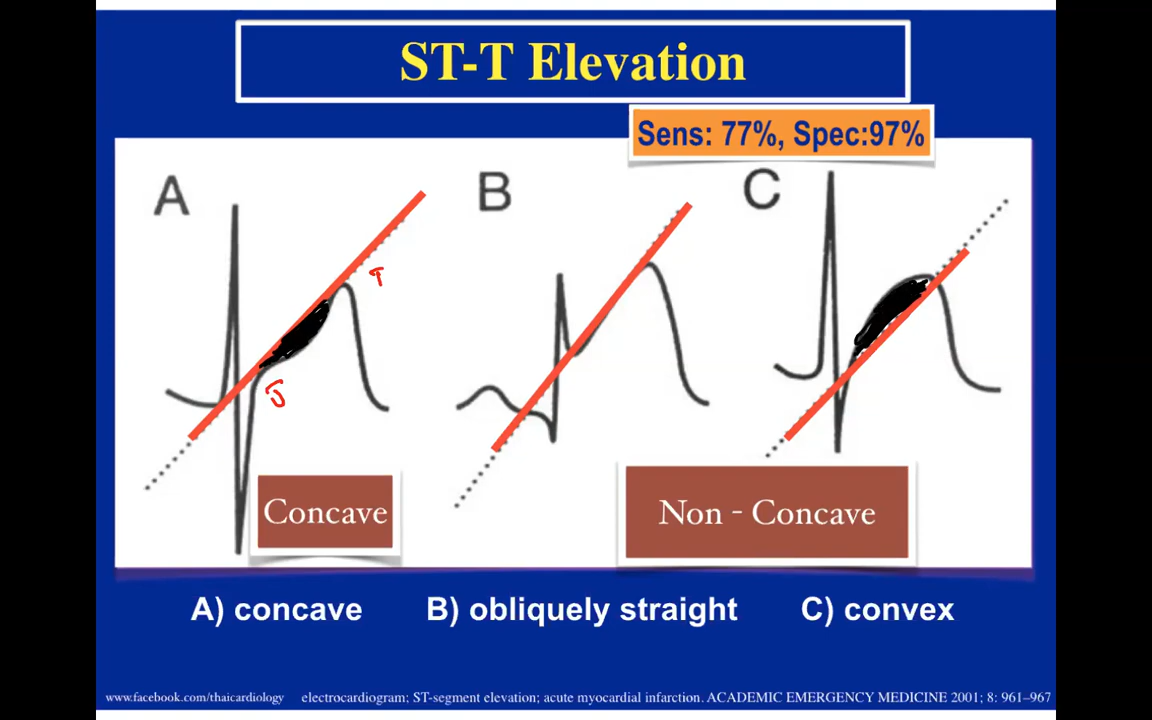 ST-T Elevation
Sens: 77%, Spec:97%
A
B
C
T
J
Concave
Non - Concave
A) concave
B) obliquely straight
C) convex
www.facebook.com/thaicardiology
electrocardiogram; ST-segment elevation; acute myocardial infarction. ACADEMIC EMERGENCY MEDICINE 2001; 8: 961–967